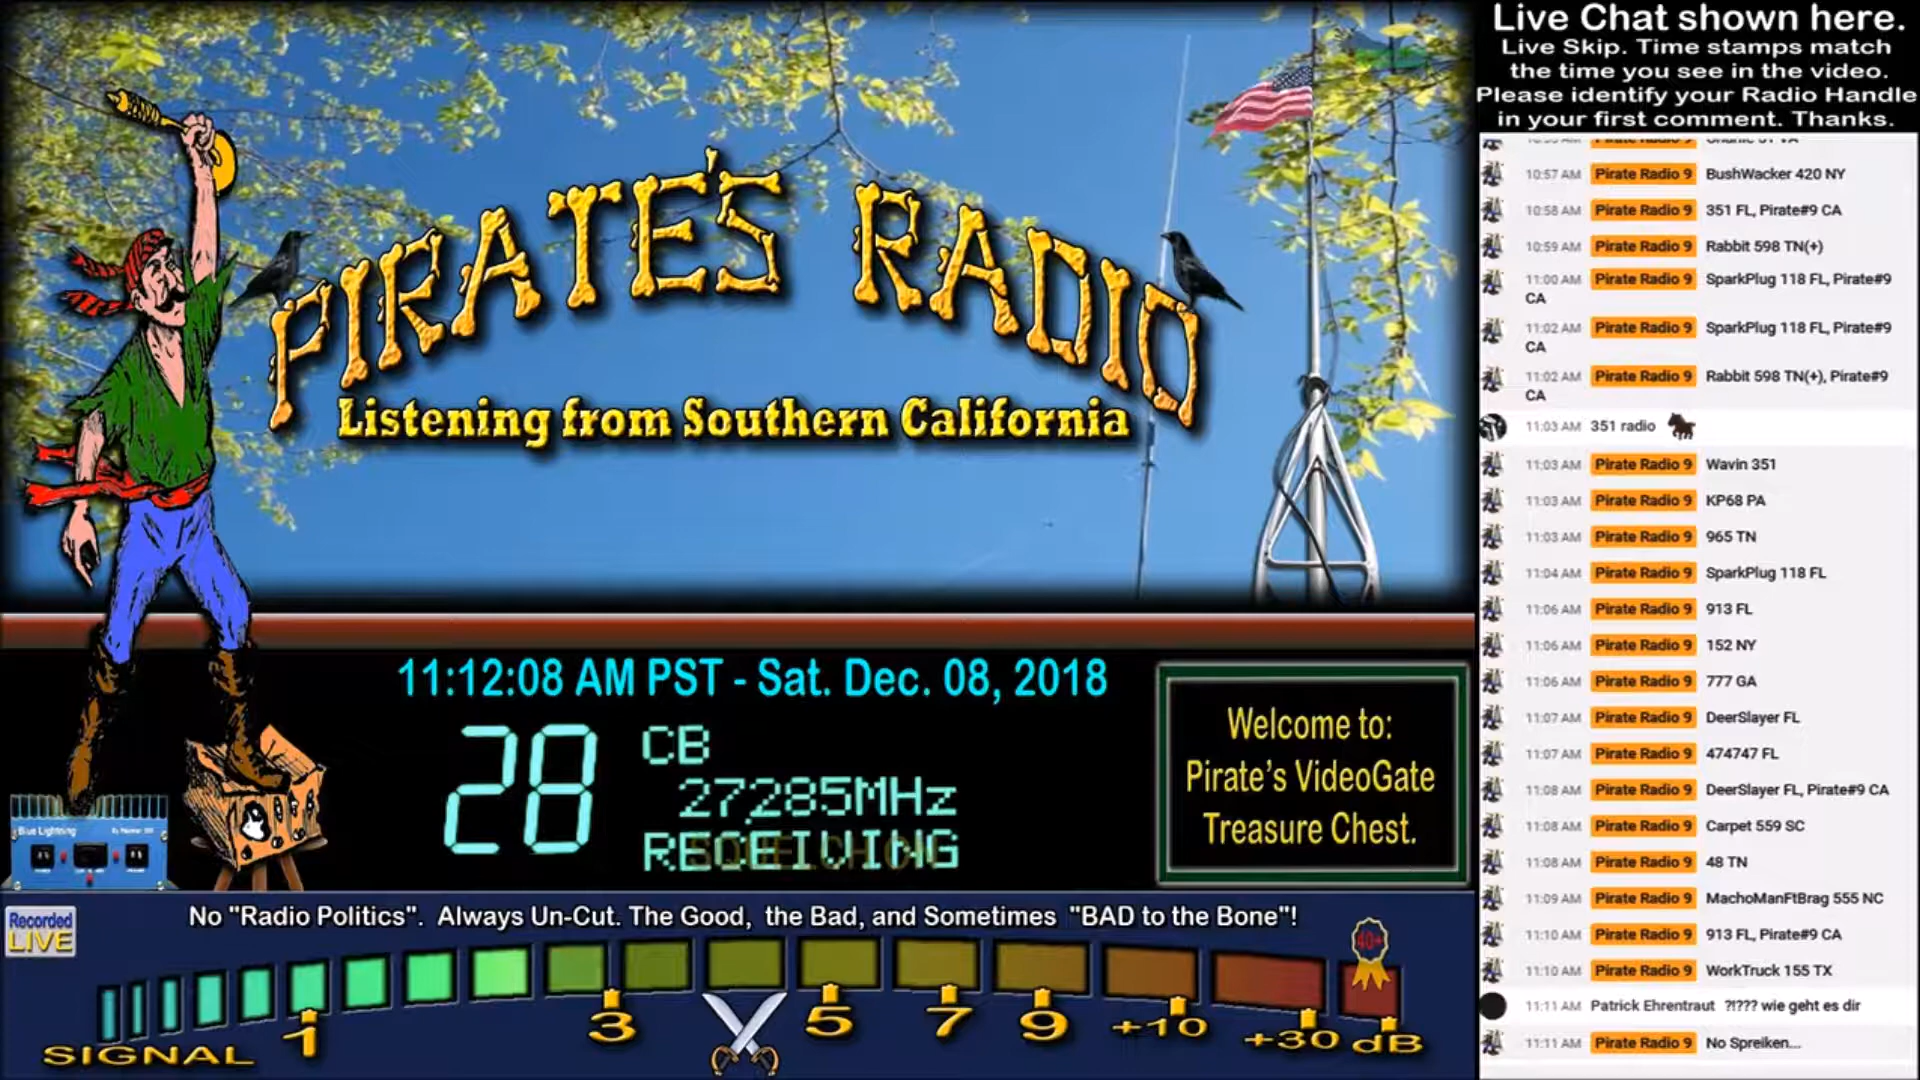 PIRATE'S RADIO
Listening from Southern California
11:12:08 AM PST - Sat. Dec. 08, 2018
28
CB
27.285MHz
RECEIVING
Welcome to:
Pirate's VideoGate
Treasure Chest.
Blue Lightning
Recorded
LIVE
No "Radio Politics". Always Un-Cut. The Good, the Bad, and Sometimes "BAD to the Bone"!
40+
SIGNAL 1 3 5 7 9 +10 +30 dB
Live Chat shown here.
Live Skip. Time stamps match
the time you see in the video.
Please identify your Radio Handle
in your first comment. Thanks.
10:57 AM Pirate Radio 9 BushWacker 420 NY
10:58 AM Pirate Radio 9 351 FL, Pirate#9 CA
10:59 AM Pirate Radio 9 Rabbit 598 TN(+)
11:00 AM Pirate Radio 9 SparkPlug 118 FL, Pirate#9
CA
11:02 AM Pirate Radio 9 SparkPlug 118 FL, Pirate#9
CA
11:02 AM Pirate Radio 9 Rabbit 598 TN(+), Pirate#9
CA
11:03 AM 351 radio
11:03 AM Pirate Radio 9 Wavin 351
11:03 AM Pirate Radio 9 KP68 PA
11:03 AM Pirate Radio 9 965 TN
11:04 AM Pirate Radio 9 SparkPlug 118 FL
11:06 AM Pirate Radio 9 913 FL
11:06 AM Pirate Radio 9 152 NY
11:06 AM Pirate Radio 9 777 GA
11:07 AM Pirate Radio 9 DeerSlayer FL
11:07 AM Pirate Radio 9 474747 FL
11:08 AM Pirate Radio 9 DeerSlayer FL, Pirate#9 CA
11:08 AM Pirate Radio 9 Carpet 559 SC
11:08 AM Pirate Radio 9 48 TN
11:09 AM Pirate Radio 9 MachoManFtBrag 555 NC
11:10 AM Pirate Radio 9 913 FL, Pirate#9 CA
11:10 AM Pirate Radio 9 WorkTruck 155 TX
11:11 AM Patrick Ehrentraut ?!??? wie geht es dir
11:11 AM Pirate Radio 9 No Spreiken...